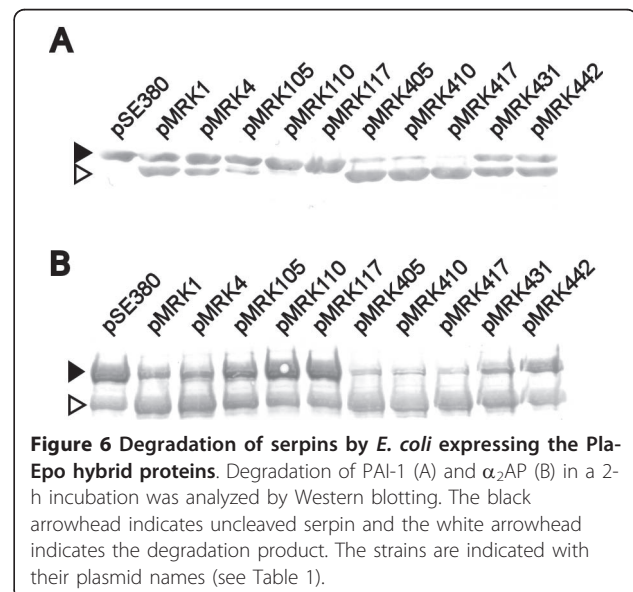 A
pSE380 pMRK1 pMRK4 pMRK105 pMRK110 pMRK117 pMRK405 pMRK410 pMRK417 pMRK431 pMRK442
B
pSE380 pMRK1 pMRK4 pMRK105 pMRK110 pMRK117 pMRK405 pMRK410 pMRK417 pMRK431 pMRK442
Figure 6 Degradation of serpins by E. coli expressing the Pla-
Epo hybrid proteins. Degradation of PAI-1 (A) and α₂AP (B) in a 2-
h incubation was analyzed by Western blotting. The black
arrowhead indicates uncleaved serpin and the white arrowhead
indicates the degradation product. The strains are indicated with
their plasmid names (see Table 1).